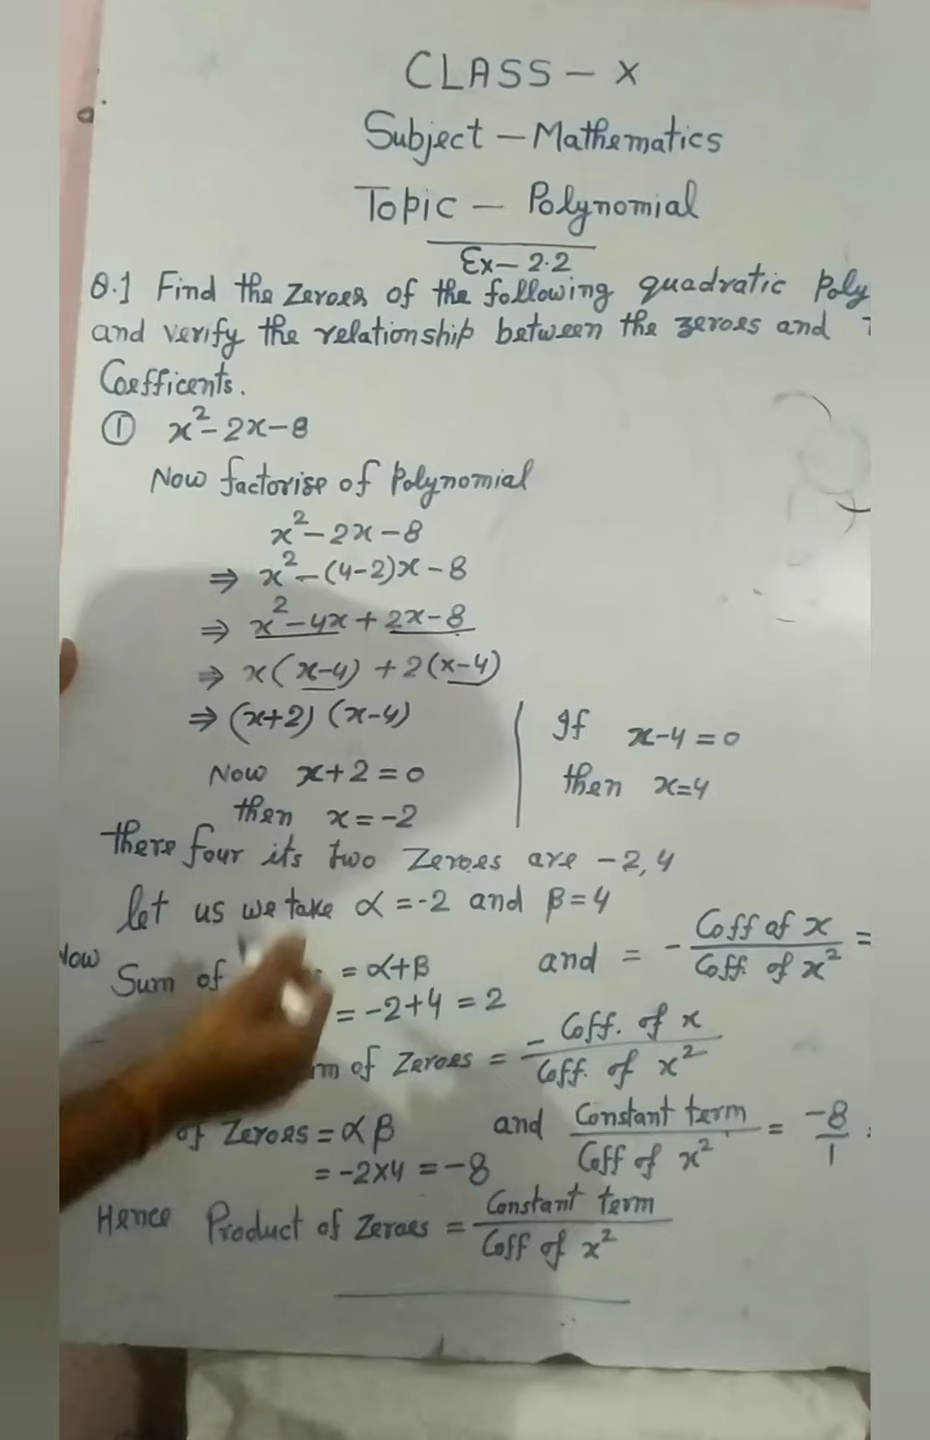 CLASS - X
Subject - Mathematics
Topic - Polynomial
Ex - 2.2
Q.1 Find the zeroes of the following quadratic Poly
and verify the relationship between the zeroes and
Coefficents.
① x² - 2x - 8
Now factorise of Polynomial
x² - 2x - 8
⇒ x² - (4-2)x - 8
⇒ x² - 4x + 2x - 8
⇒ x(x-4) + 2(x-4)
⇒ (x+2) (x-4)
Now x+2 = 0
then x = -2
If x-4 = 0
then x=4
there four its two zeroes are -2, 4
let us we take α = -2 and β = 4
Now Sum of = α+β
= -2+4 = 2
and = - Coff of x / Coff. of x² =
of zeroes = - Coff. of x / Coff. of x²
of zeroes = αβ
= -2×4 = -8
and Constant term / Coff of x² = -8/1
Hence Product of zeroes = Constant term / Coff of x²